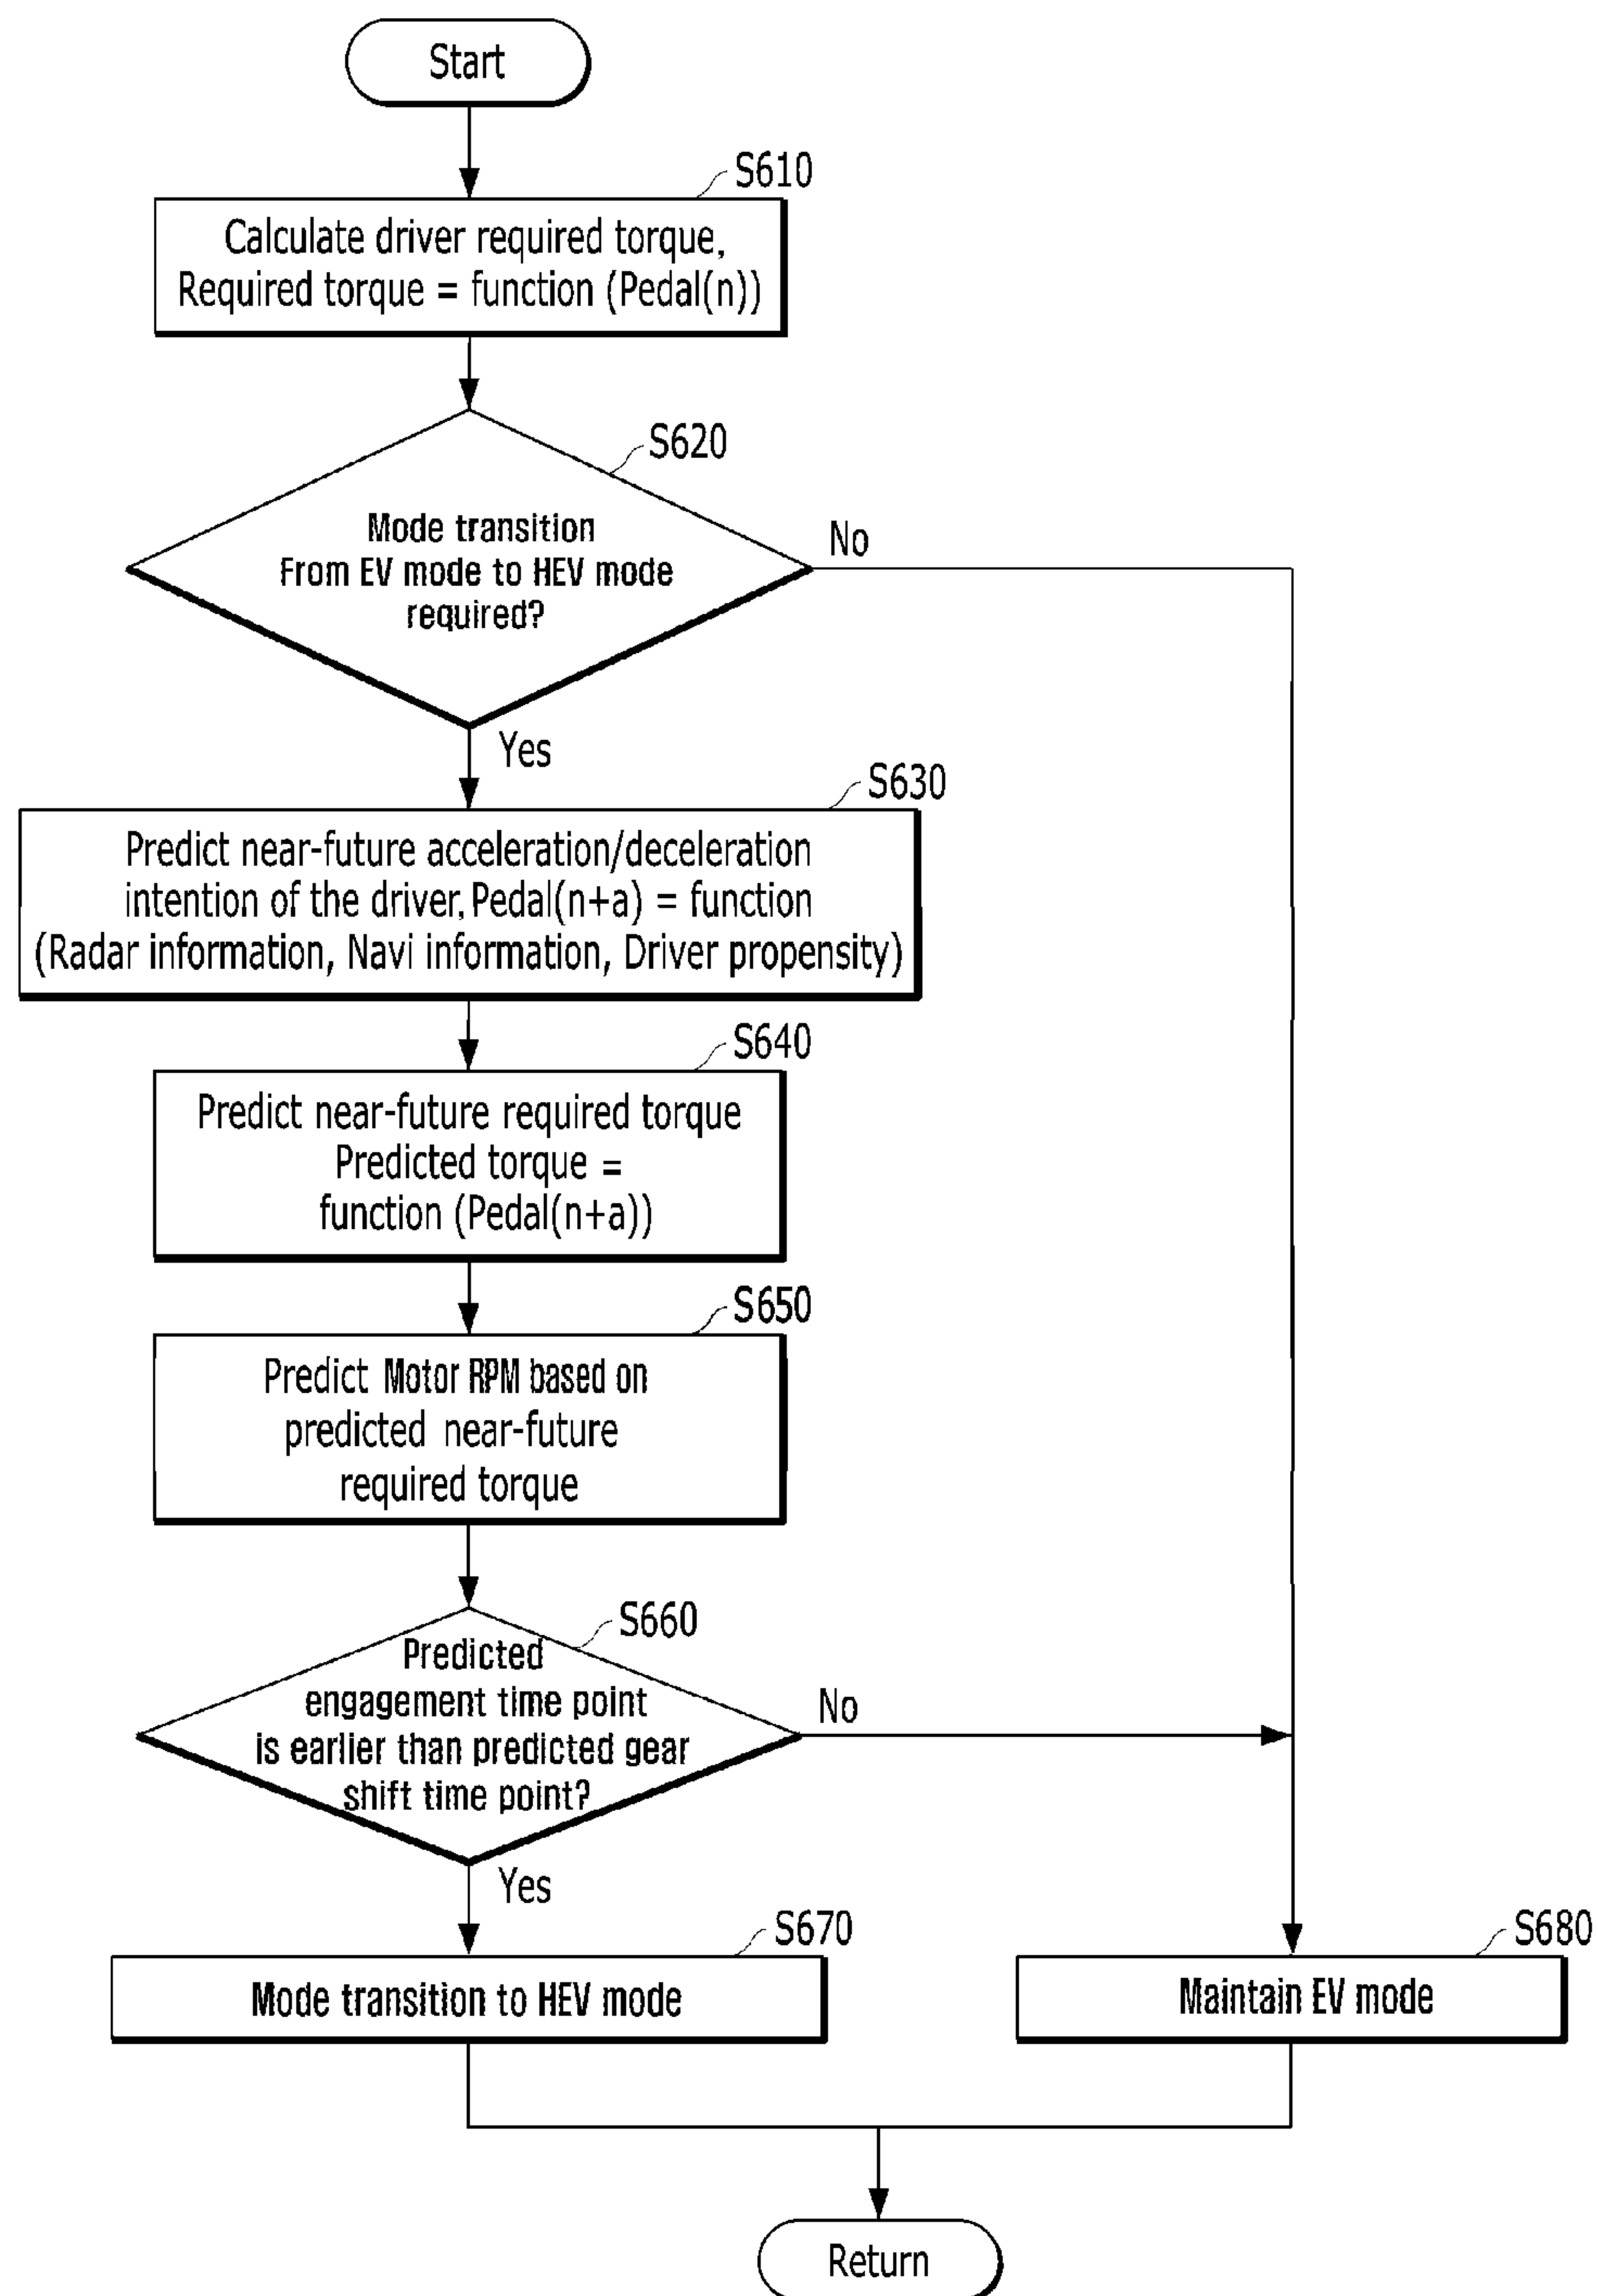 Start
S610
Calculate driver required torque,
Required torque = function (Pedal(n))
S620
Mode transition
From EV mode to HEV mode
required?
No
Yes
S630
Predict near-future acceleration/deceleration
intention of the driver, Pedal(n+a) = function
(Radar information, Navi information, Driver propensity)
S640
Predict near-future required torque
Predicted torque =
function (Pedal(n+a))
S650
Predict Motor RPM based on
predicted near-future
required torque
S660
Predicted
engagement time point
is earlier than predicted gear
shift time point?
No
Yes
S670
Mode transition to HEV mode
S680
Maintain EV mode
Return